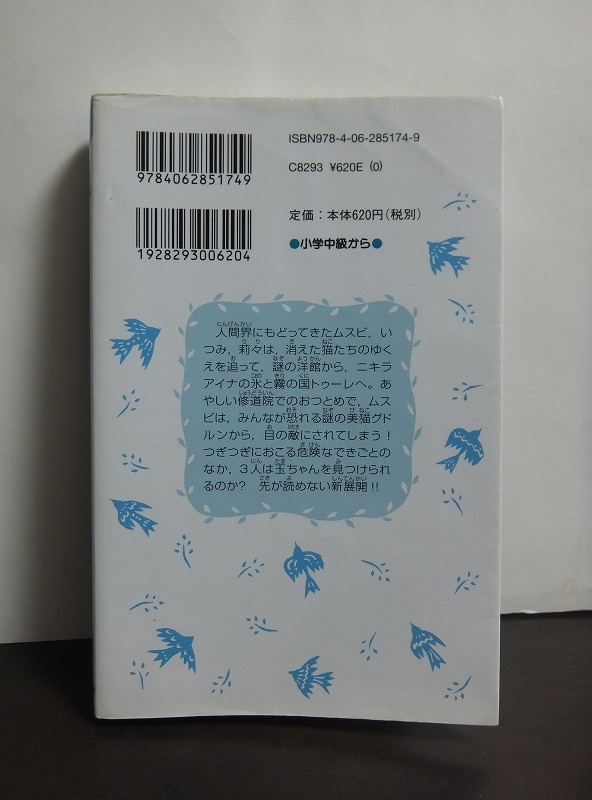 ISBN978-4-06-285174-9
9784062851749
C8293 ¥620E (0)
定価：本体620円(税別)
1928293006204
●小学中級から●
人間界にもどってきたムスビ，い
つみ，莉々は，消えた猫たちのゆく
えを追って，謎の洋館から，ニキラ
アイナの氷と霧の国トゥーレへ。あ
やしい修道院でのおつとめで，ムス
ビは，みんなが恐れる謎の美猫グド
ルンから，目の敵にされてしまう！
つぎつぎにおこる危険なできごとの
なか，３人は玉ちゃんを見つけられ
るのか？ 先が読めない新展開!!